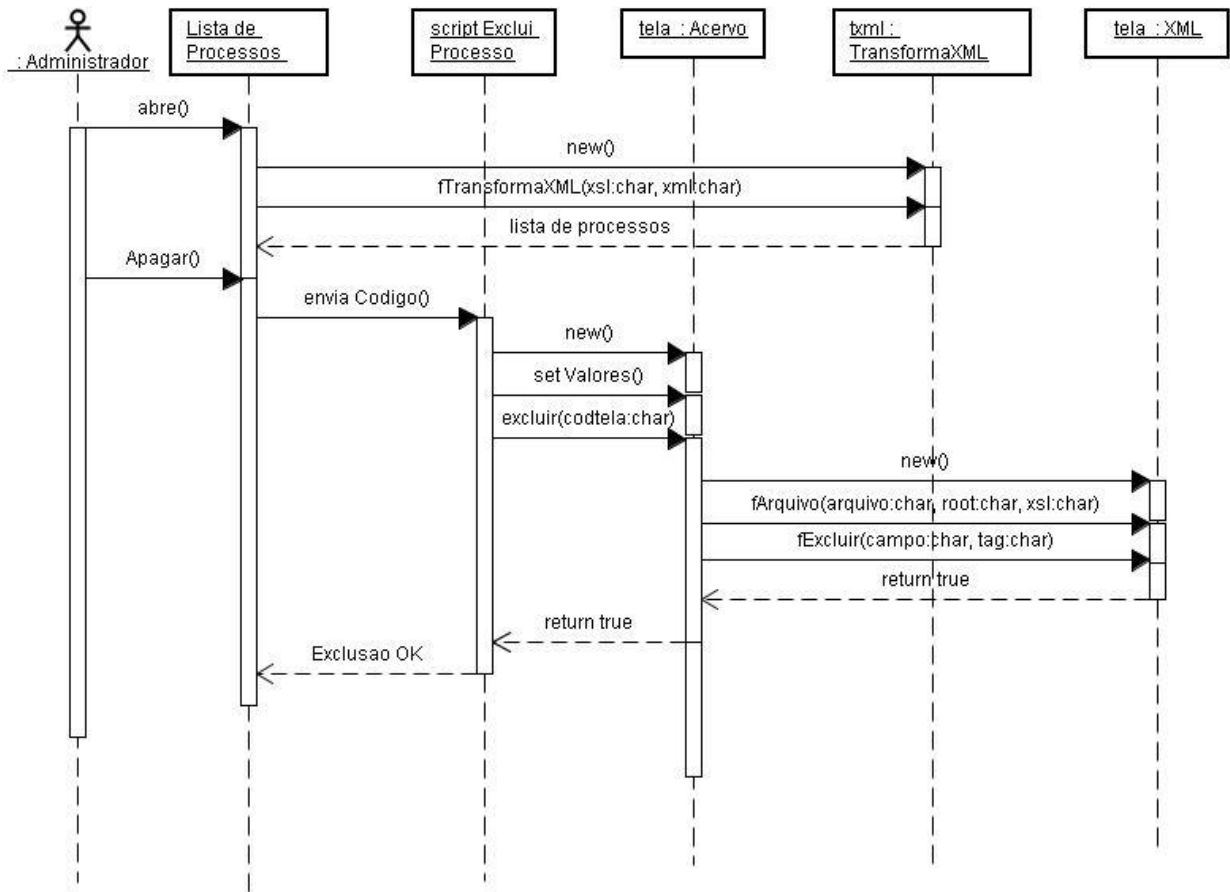 : Administrador
Lista de
Processos
script Exclui
Processo
tela : Acervo
txml :
TransformaXML
tela : XML
abre()
new()
fTransformaXML(xsl:char, xml:char)
lista de processos
Apagar()
envia Codigo()
new()
set Valores()
excluir(codtela:char)
new()
fArquivo(arquivo:char, root:char, xsl:char)
fExcluir(campo:char, tag:char)
return true
return true
Exclusao OK